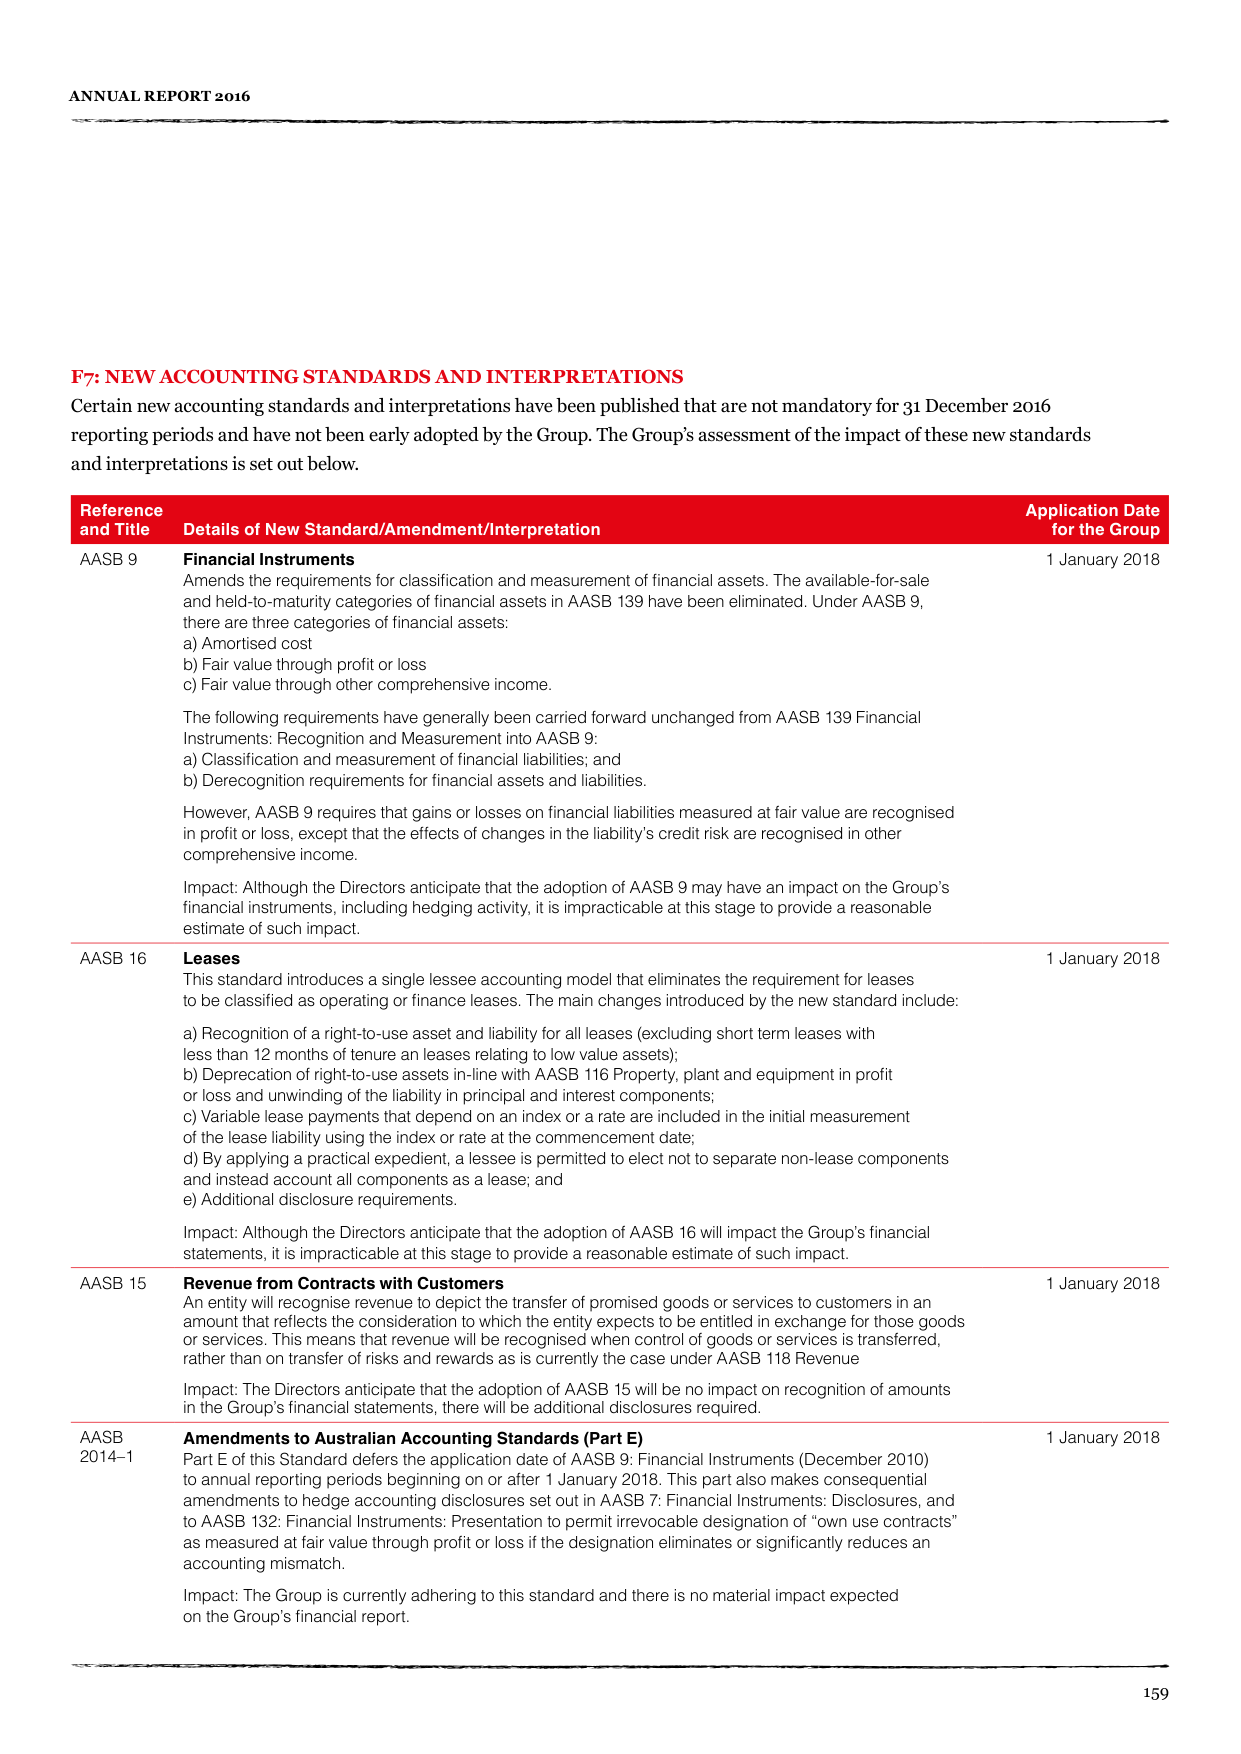 ANNUAL REPORT 2016
F7: NEW ACCOUNTING STANDARDS AND INTERPRETATIONS
Certain new accounting standards and interpretations have been published that are not mandatory for 31 December 2016
reporting periods and have not been early adopted by the Group. The Group's assessment of the impact of these new standards
and interpretations is set out below.
Reference
and Title
Details of New Standard/Amendment/Interpretation
Application Date
for the Group
AASB 9
Financial Instruments
1 January 2018
Amends the requirements for classification and measurement of financial assets. The available-for-sale
and held-to-maturity categories of financial assets in AASB 139 have been eliminated. Under AASB 9,
there are three categories of financial assets:
a) Amortised cost
b) Fair value through profit or loss
c) Fair value through other comprehensive income.
The following requirements have generally been carried forward unchanged from AASB 139 Financial
Instruments: Recognition and Measurement into AASB 9:
a) Classification and measurement of financial liabilities; and
b) Derecognition requirements for financial assets and liabilities.
However, AASB 9 requires that gains or losses on financial liabilities measured at fair value are recognised
in profit or loss, except that the effects of changes in the liability's credit risk are recognised in other
comprehensive income.
Impact: Although the Directors anticipate that the adoption of AASB 9 may have an impact on the Group's
financial instruments, including hedging activity, it is impracticable at this stage to provide a reasonable
estimate of such impact.
AASB 16
Leases
1 January 2018
This standard introduces a single lessee accounting model that eliminates the requirement for leases
to be classified as operating or finance leases. The main changes introduced by the new standard include:
a) Recognition of a right-to-use asset and liability for all leases (excluding short term leases with
less than 12 months of tenure an leases relating to low value assets);
b) Deprecation of right-to-use assets in-line with AASB 116 Property, plant and equipment in profit
or loss and unwinding of the liability in principal and interest components;
c) Variable lease payments that depend on an index or a rate are included in the initial measurement
of the lease liability using the index or rate at the commencement date;
d) By applying a practical expedient, a lessee is permitted to elect not to separate non-lease components
and instead account all components as a lease; and
e) Additional disclosure requirements.
Impact: Although the Directors anticipate that the adoption of AASB 16 will impact the Group's financial
statements, it is impracticable at this stage to provide a reasonable estimate of such impact.
AASB 15
Revenue from Contracts with Customers
1 January 2018
An entity will recognise revenue to depict the transfer of promised goods or services to customers in an
amount that reflects the consideration to which the entity expects to be entitled in exchange for those goods
or services. This means that revenue will be recognised when control of goods or services is transferred,
rather than on transfer of risks and rewards as is currently the case under AASB 118 Revenue
Impact: The Directors anticipate that the adoption of AASB 15 will be no impact on recognition of amounts
in the Group's financial statements, there will be additional disclosures required.
AASB
2014–1
Amendments to Australian Accounting Standards (Part E)
1 January 2018
Part E of this Standard defers the application date of AASB 9: Financial Instruments (December 2010)
to annual reporting periods beginning on or after 1 January 2018. This part also makes consequential
amendments to hedge accounting disclosures set out in AASB 7: Financial Instruments: Disclosures, and
to AASB 132: Financial Instruments: Presentation to permit irrevocable designation of “own use contracts”
as measured at fair value through profit or loss if the designation eliminates or significantly reduces an
accounting mismatch.
Impact: The Group is currently adhering to this standard and there is no material impact expected
on the Group's financial report.
159